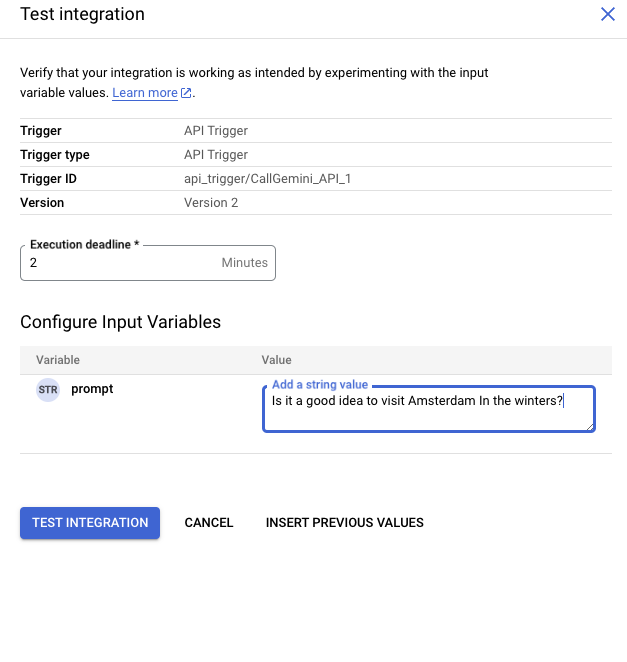 Test integration
Verify that your integration is working as intended by experimenting with the input
variable values. Learn more.
Trigger API Trigger
Trigger type API Trigger
Trigger ID api_trigger/CallGemini_API_1
Version Version 2
Execution deadline *
2 Minutes
Configure Input Variables
Variable Value
STR prompt
Add a string value
Is it a good idea to visit Amsterdam In the winters?
TEST INTEGRATION CANCEL INSERT PREVIOUS VALUES